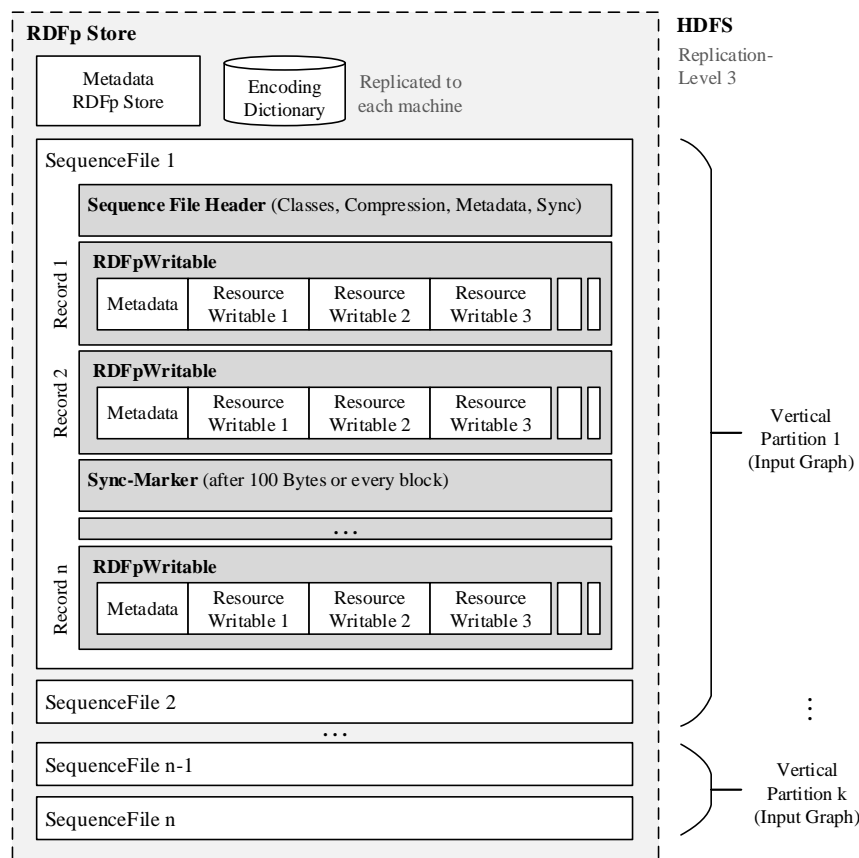 RDFp Store
HDFS
Replication-
Level 3
Metadata
RDFp Store
Encoding
Dictionary
Replicated to
each machine
SequenceFile 1
Sequence File Header (Classes, Compression, Metadata, Sync)
Record 1
RDFpWritable
Metadata
Resource
Writable 1
Resource
Writable 2
Resource
Writable 3
Record 2
RDFpWritable
Metadata
Resource
Writable 1
Resource
Writable 2
Resource
Writable 3
Sync-Marker (after 100 Bytes or every block)
...
Record n
RDFpWritable
Metadata
Resource
Writable 1
Resource
Writable 2
Resource
Writable 3
SequenceFile 2
...
SequenceFile n-1
SequenceFile n
Vertical
Partition 1
(Input Graph)
⋮
Vertical
Partition k
(Input Graph)